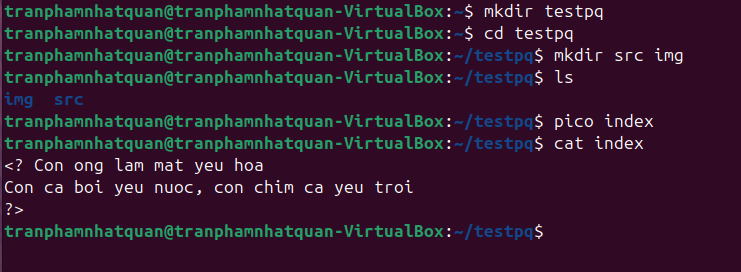 tranphamnhatquan@tranphamnhatquan-VirtualBox:~$ mkdir testpq
tranphamnhatquan@tranphamnhatquan-VirtualBox:~$ cd testpq
tranphamnhatquan@tranphamnhatquan-VirtualBox:~/testpq$ mkdir src img
tranphamnhatquan@tranphamnhatquan-VirtualBox:~/testpq$ ls
img  src
tranphamnhatquan@tranphamnhatquan-VirtualBox:~/testpq$ pico index
tranphamnhatquan@tranphamnhatquan-VirtualBox:~/testpq$ cat index
<? Con ong lam mat yeu hoa
Con ca boi yeu nuoc, con chim ca yeu troi
?>
tranphamnhatquan@tranphamnhatquan-VirtualBox:~/testpq$